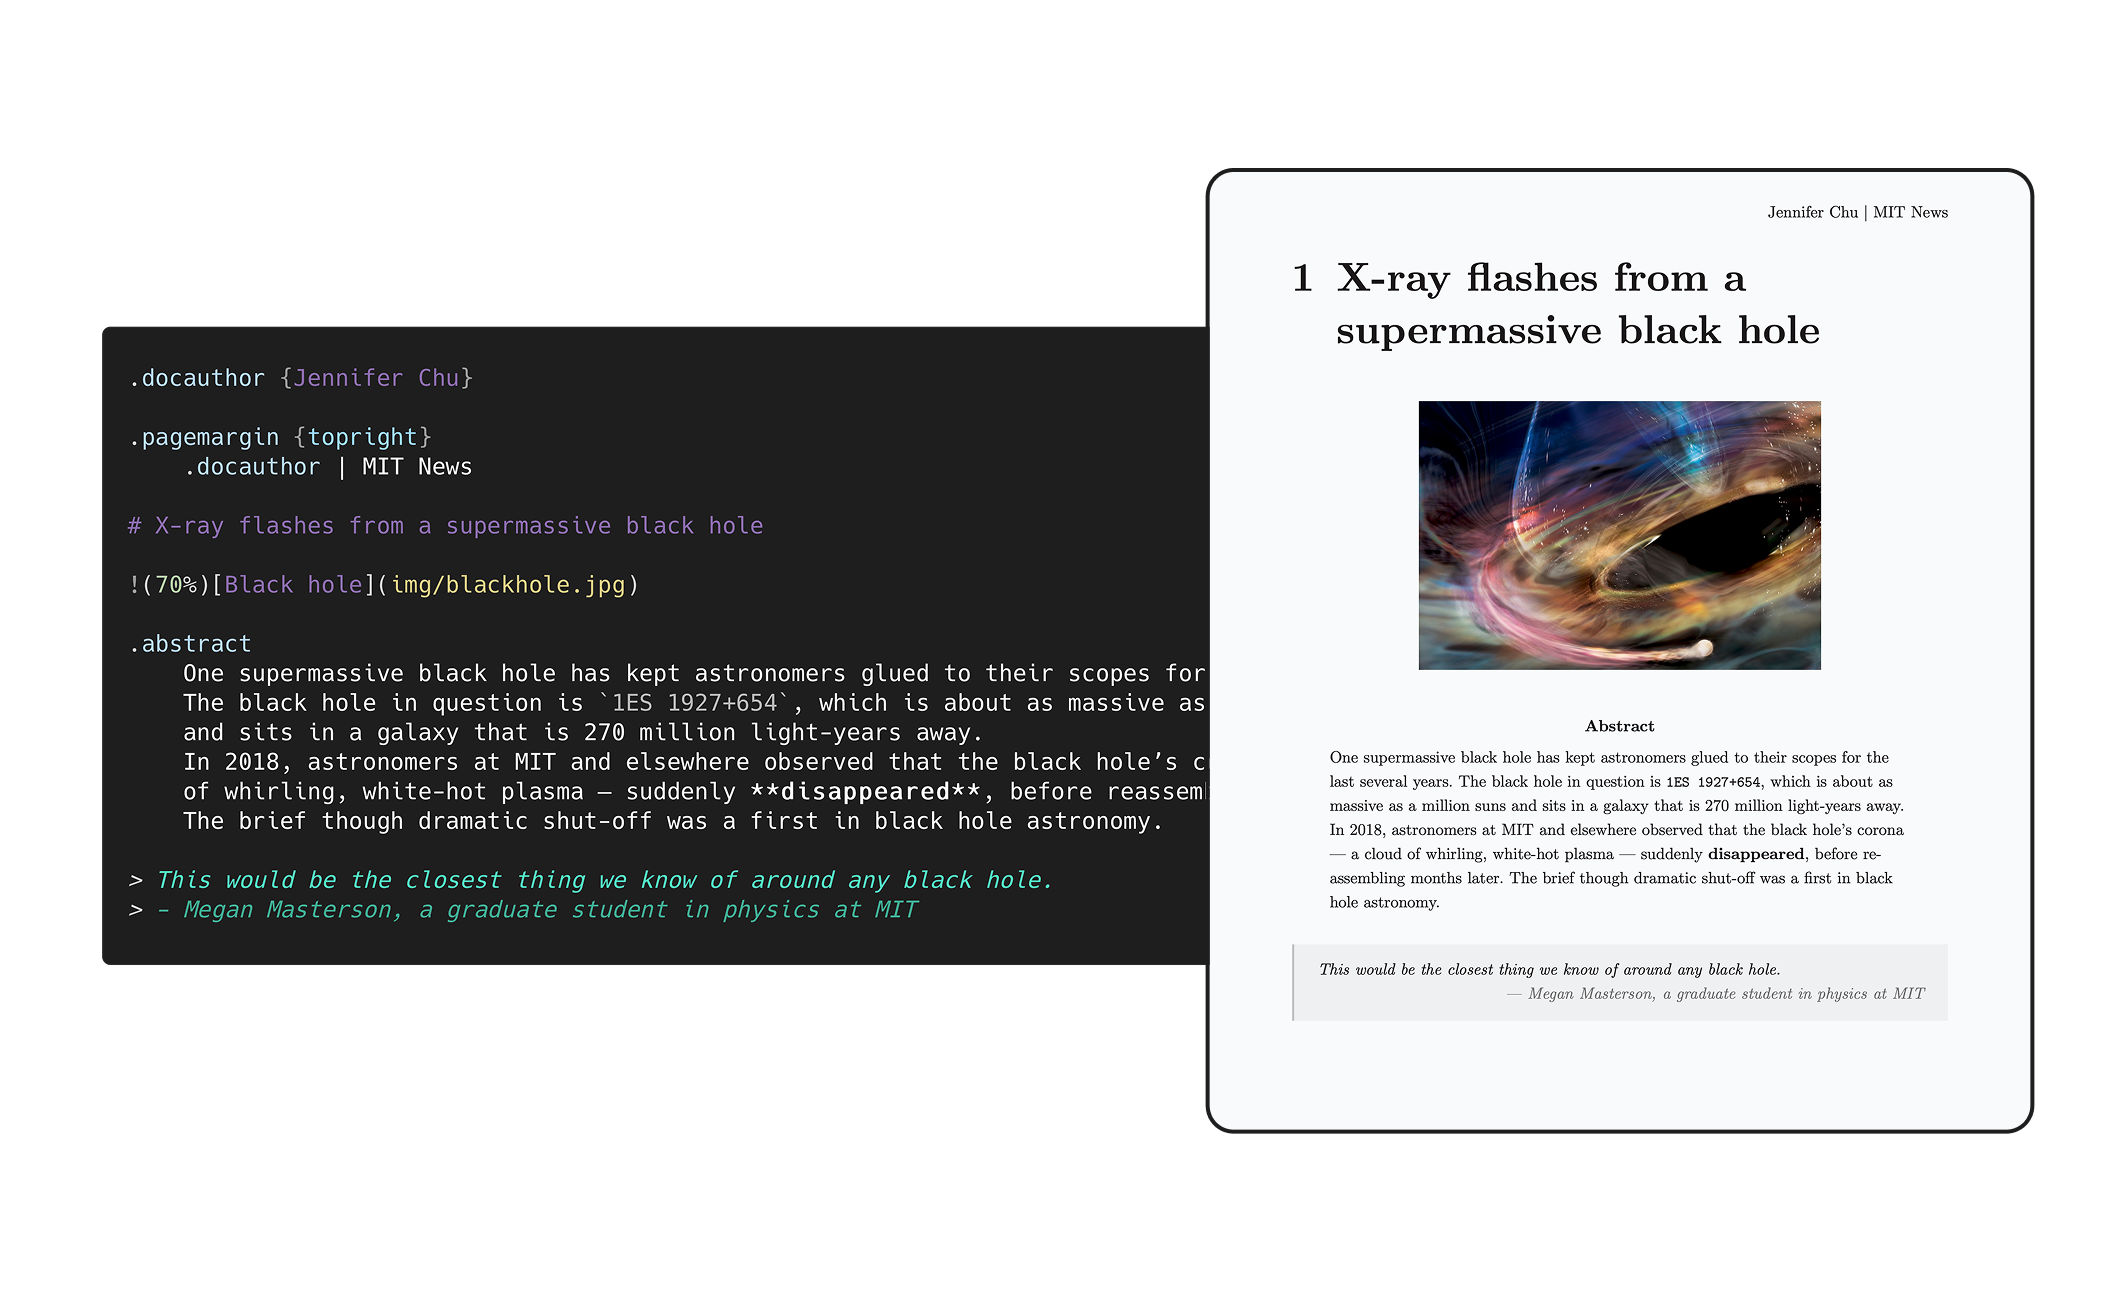 .docauthor {Jennifer Chu}
.pagemargin {topright}
.docauthor | MIT News
# X-ray flashes from a supermassive black hole
!(70%)[Black hole](img/blackhole.jpg)
.abstract
One supermassive black hole has kept astronomers glued to their scopes for
The black hole in question is `1ES 1927+654`, which is about as massive as
and sits in a galaxy that is 270 million light-years away.
In 2018, astronomers at MIT and elsewhere observed that the black hole's
of whirling, white-hot plasma — suddenly **disappeared**, before reassem
The brief though dramatic shut-off was a first in black hole astronomy.
> This would be the closest thing we know of around any black hole.
> - Megan Masterson, a graduate student in physics at MIT
Jennifer Chu | MIT News
1 X-ray flashes from a
supermassive black hole
Abstract
One supermassive black hole has kept astronomers glued to their scopes for the
last several years. The black hole in question is 1ES 1927+654, which is about as
massive as a million suns and sits in a galaxy that is 270 million light-years away.
In 2018, astronomers at MIT and elsewhere observed that the black hole's corona
— a cloud of whirling, white-hot plasma — suddenly disappeared, before re-
assembling months later. The brief though dramatic shut-off was a first in black
hole astronomy.
This would be the closest thing we know of around any black hole.
— Megan Masterson, a graduate student in physics at MIT